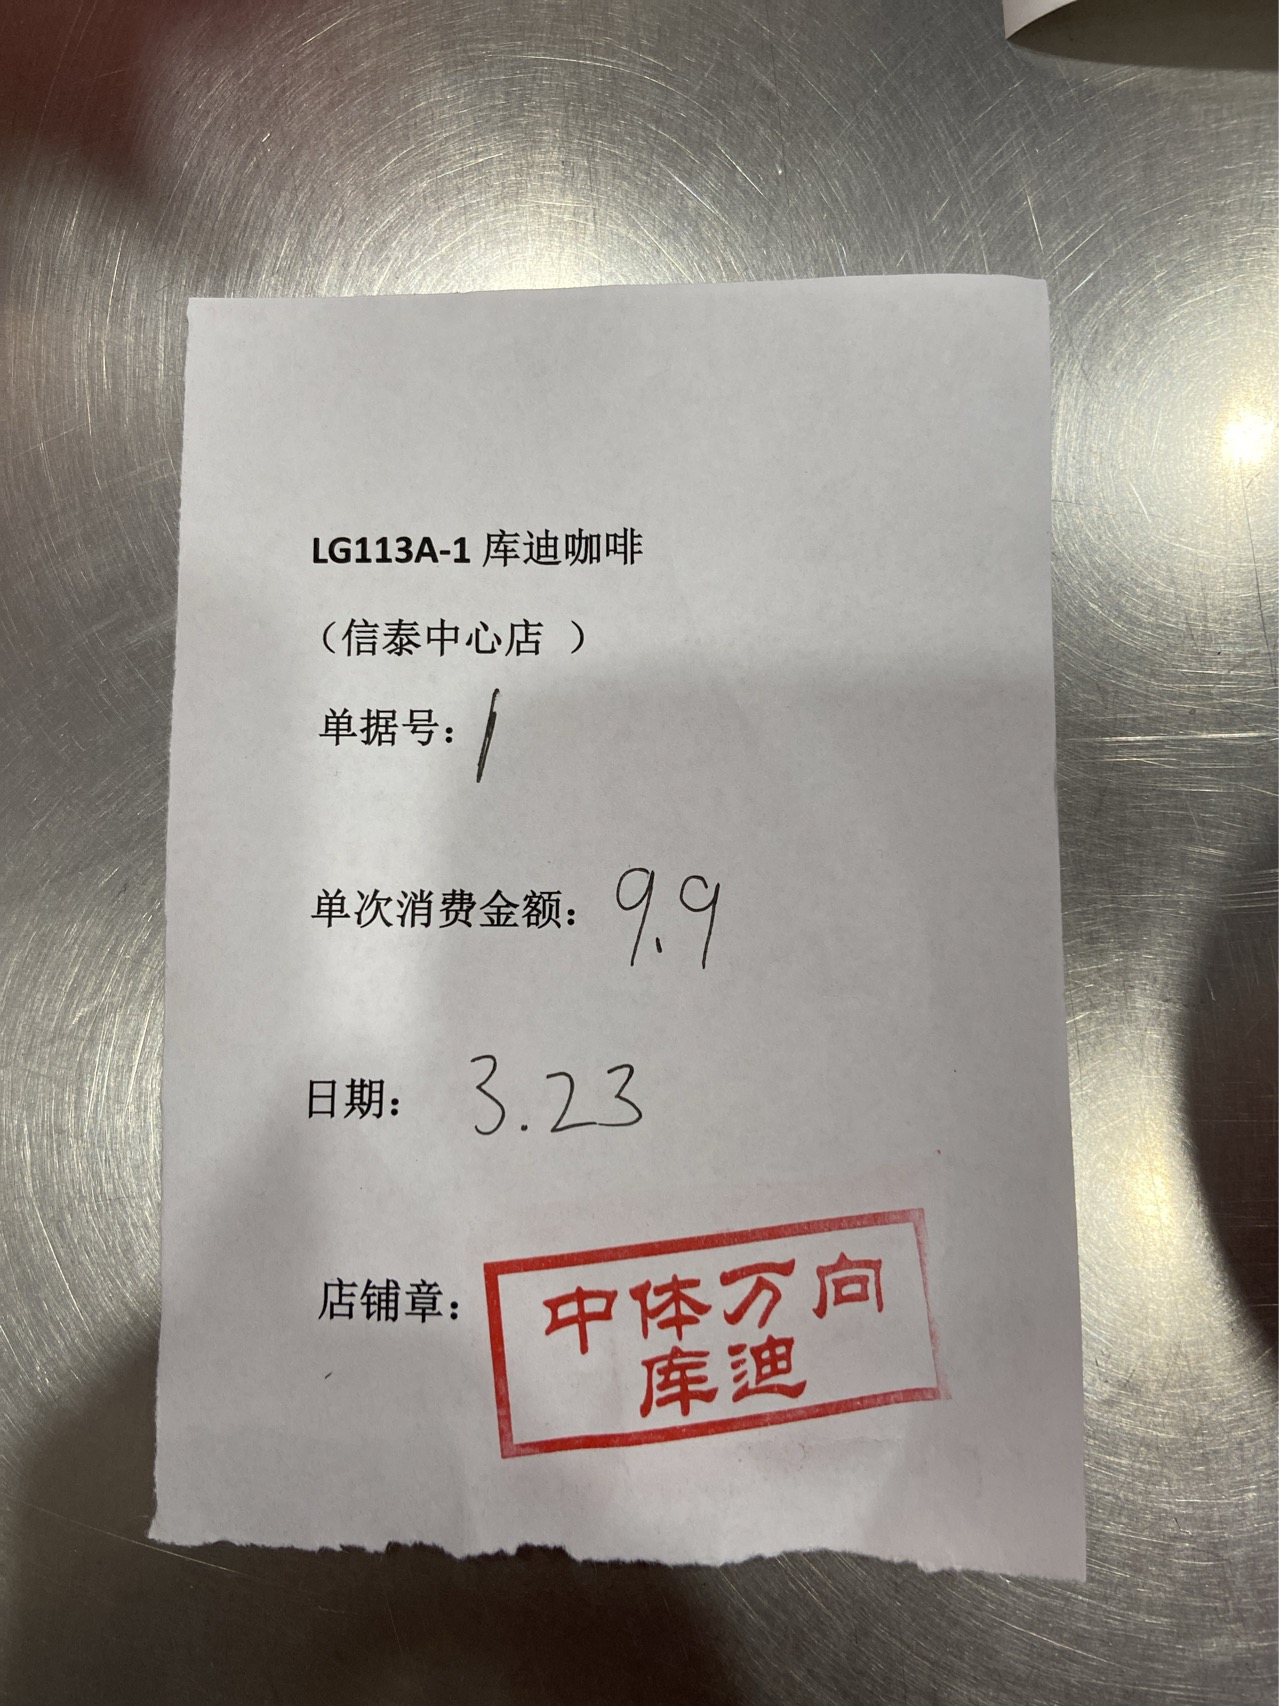 LG113A-1 库迪咖啡
（信泰中心店 ）
单据号：1
单次消费金额：9.9
日期：3.23
店铺章：
中体万向
库迪